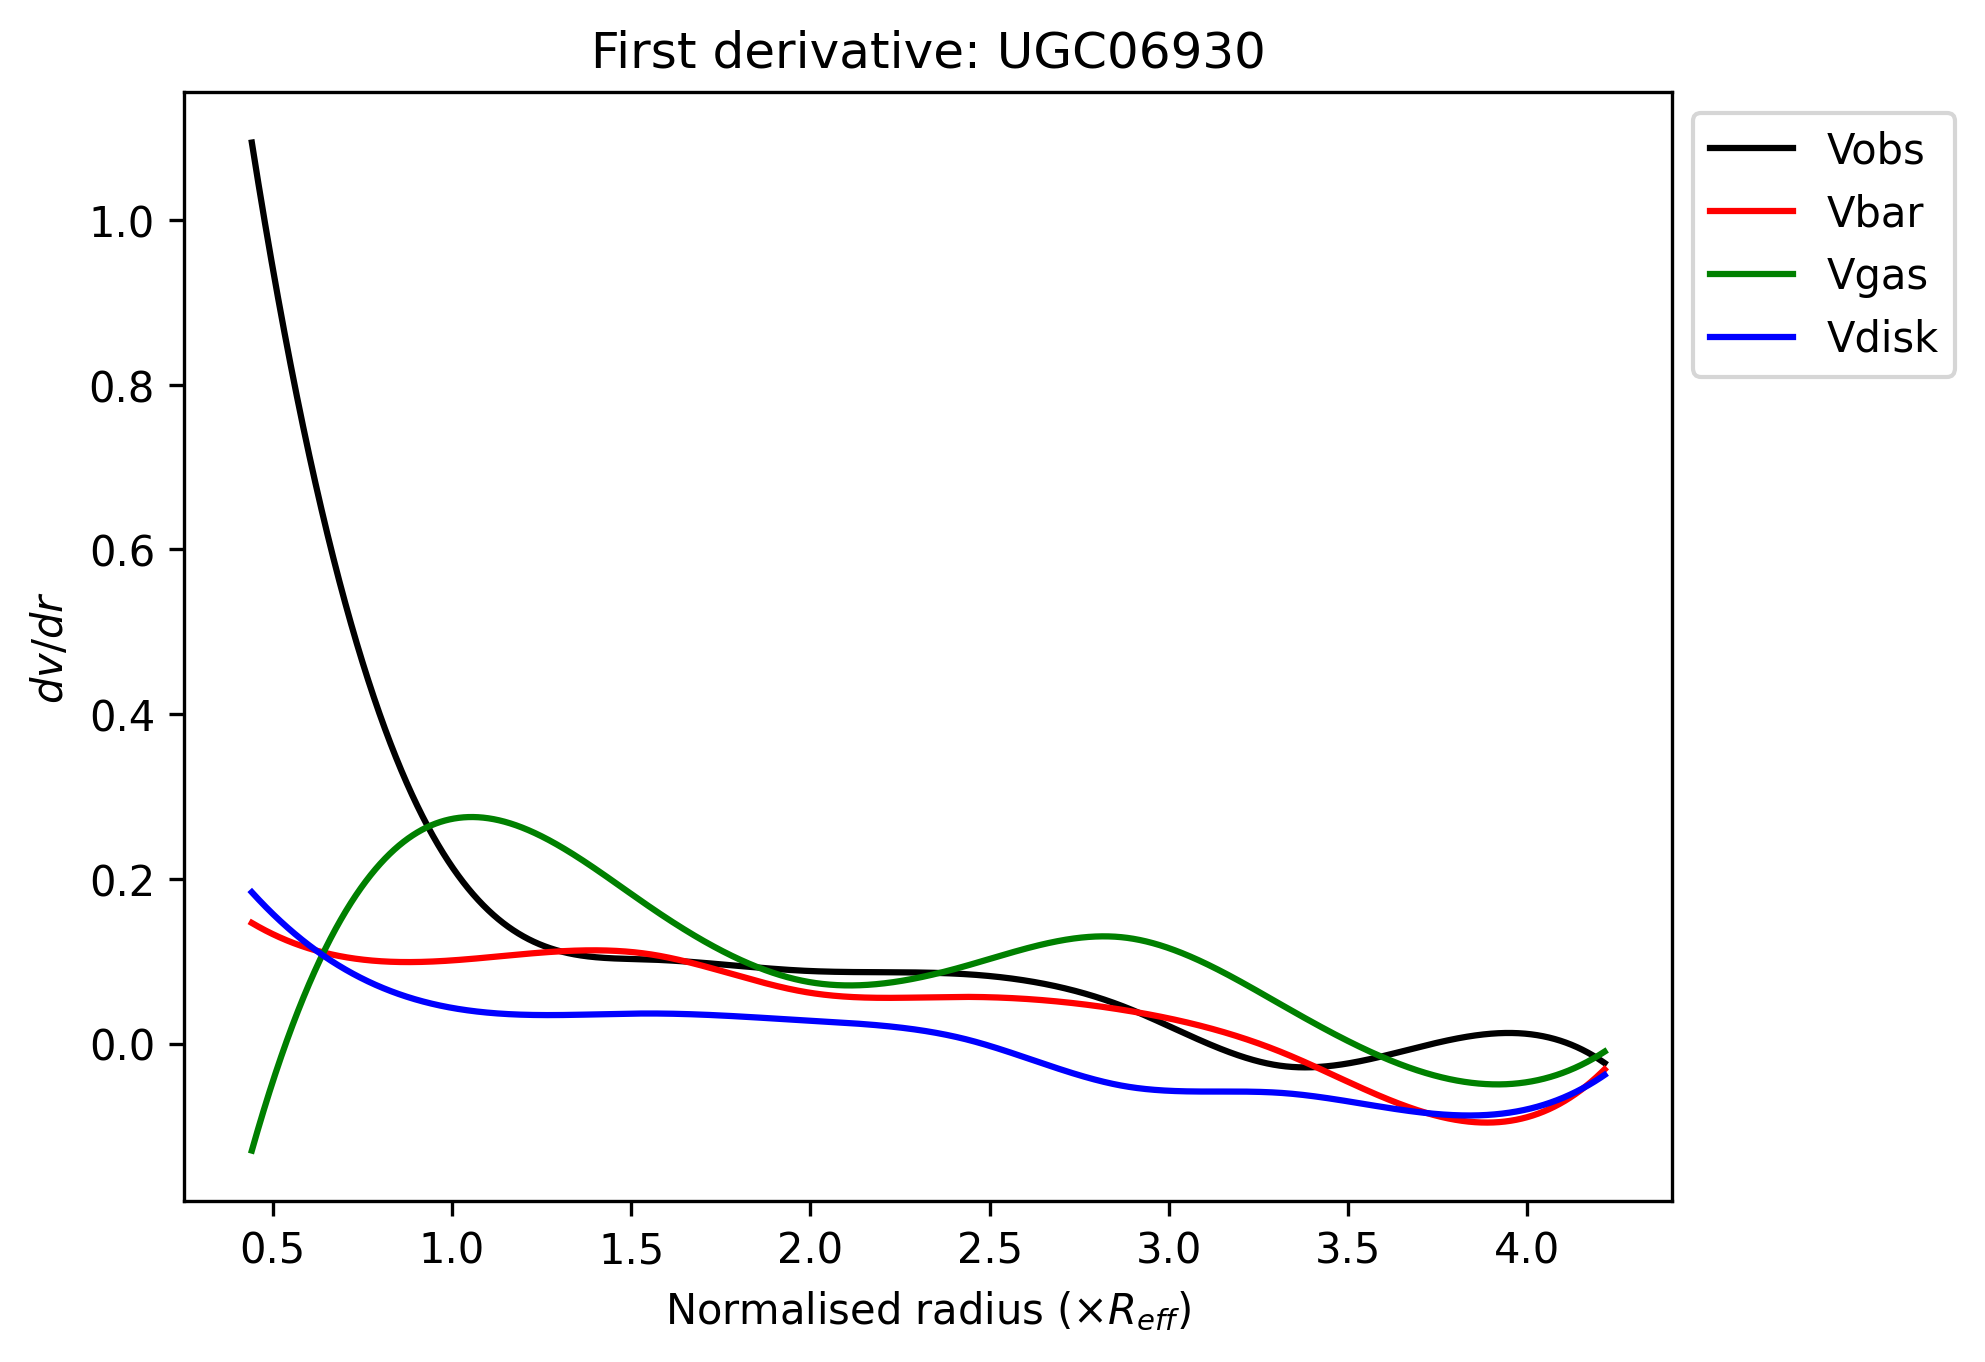 First derivative: UGC06930
Vobs
Vbar
Vgas
Vdisk
dv/dr
1.0
0.8
0.6
0.4
0.2
0.0
0.5 1.0 1.5 2.0 2.5 3.0 3.5 4.0
Normalised radius (×R_eff)